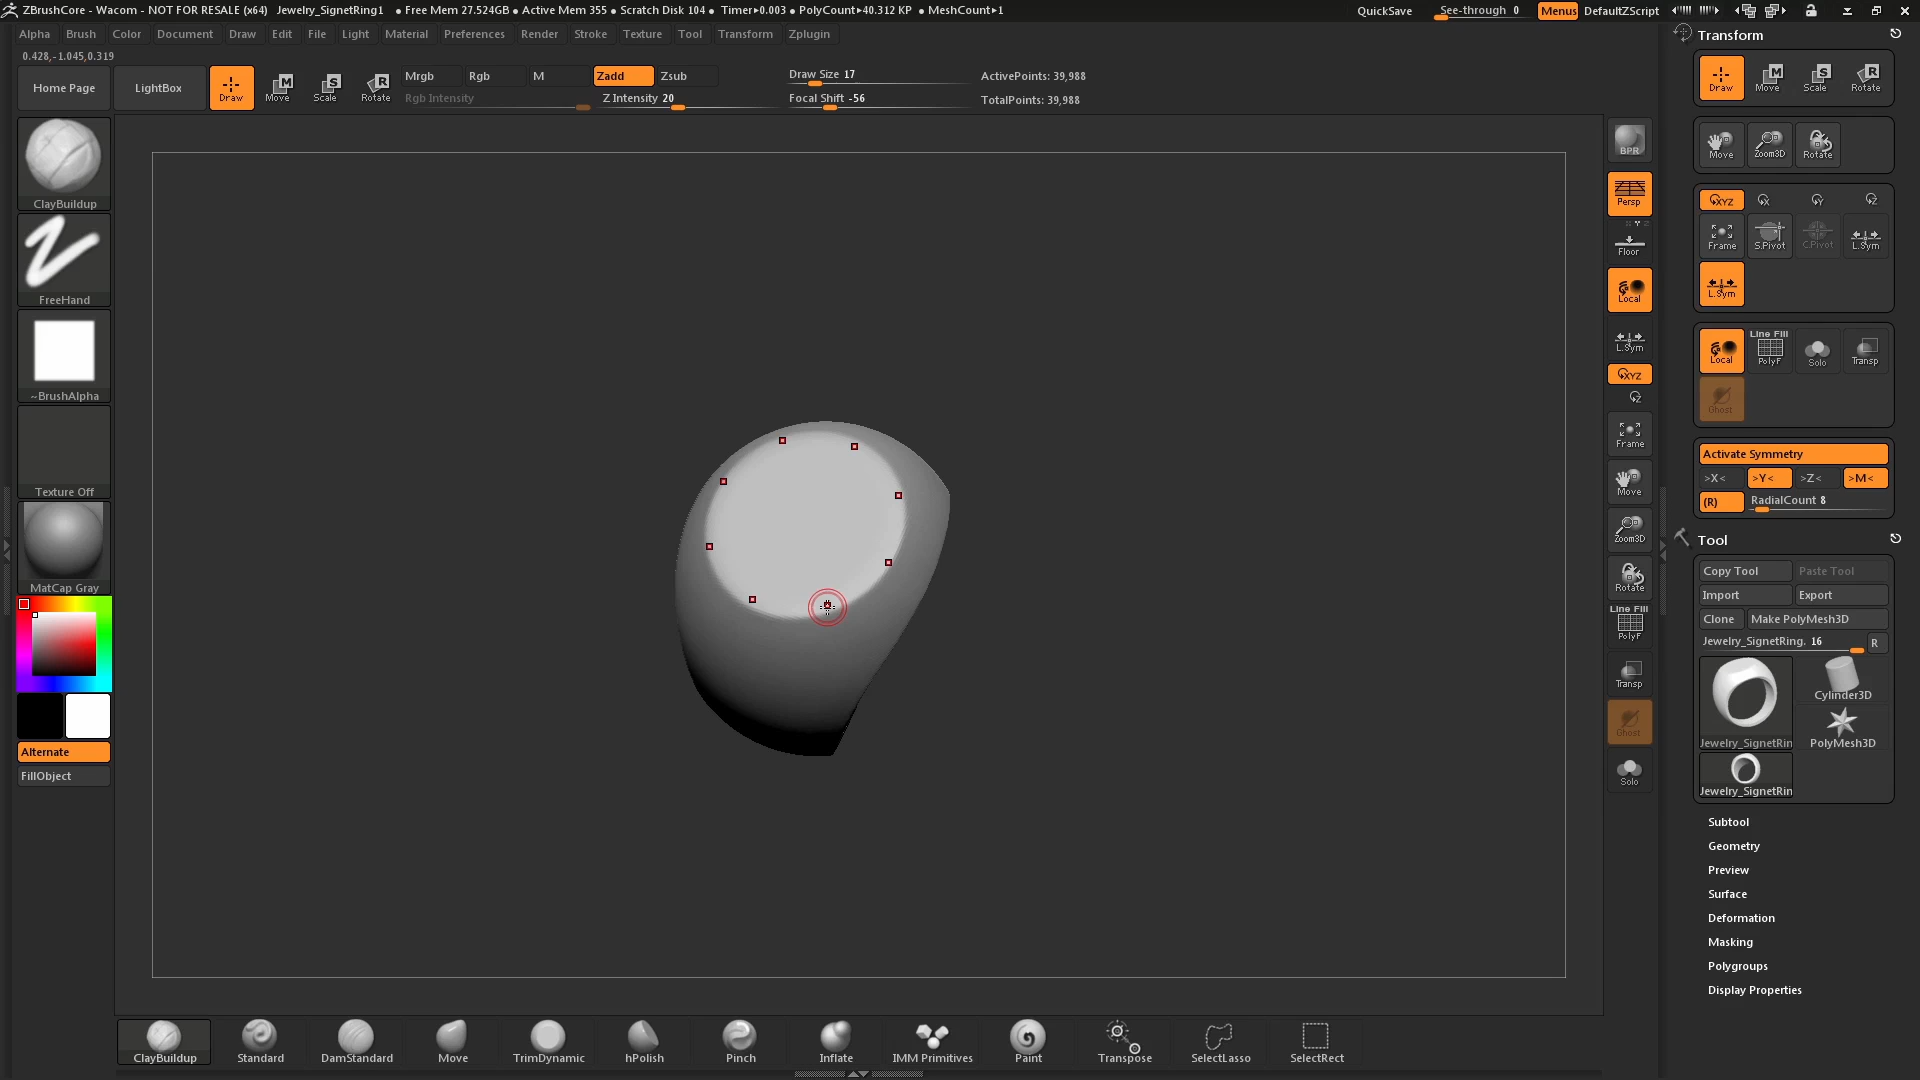 ZBrushCore - Wacom - NOT FOR RESALE (x64) Jewelry_SignetRing1 ● Free Mem 27.524GB ● Active Mem 355 ● Scratch Disk 104 ● Timer▸0.003 ● PolyCount▸40.312 KP ● MeshCount▸1 QuickSave See-through 0 Menus DefaultZScript
Alpha Brush Color Document Draw Edit File Light Material Preferences Render Stroke Texture Tool Transform Zplugin
0.428,-1.045,0.319
Home Page LightBox Draw Move Scale Rotate
Mrgb Rgb M Zadd Zsub
Rgb Intensity Z Intensity 20
Draw Size 17
Focal Shift -56
ActivePoints: 39,988
TotalPoints: 39,988
ClayBuildup
FreeHand
~BrushAlpha
Texture Off
MatCap Gray
Alternate
FillObject
BPR
Persp
Floor
Local
L.Sym
XYZ
Z
Frame
Move
Zoom3D
Rotate
Line Fill
PolyF
Transp
Ghost
Solo
Transform
Draw Move Scale Rotate
Move Zoom3D Rotate
XYZ X Y Z
Frame S.Pivot C.Pivot L.Sym
L.Sym
Line Fill
Local PolyF Solo Transp
Ghost
Activate Symmetry
>X< >Y< >Z< >M<
(R) RadialCount 8
Tool
Copy Tool Paste Tool
Import Export
Clone Make PolyMesh3D
Jewelry_SignetRing. 16 R
Jewelry_SignetRin
Cylinder3D
PolyMesh3D
Jewelry_SignetRin
Subtool
Geometry
Preview
Surface
Deformation
Masking
Polygroups
Display Properties
ClayBuildup Standard DamStandard Move TrimDynamic hPolish Pinch Inflate IMM Primitives Paint Transpose SelectLasso SelectRect